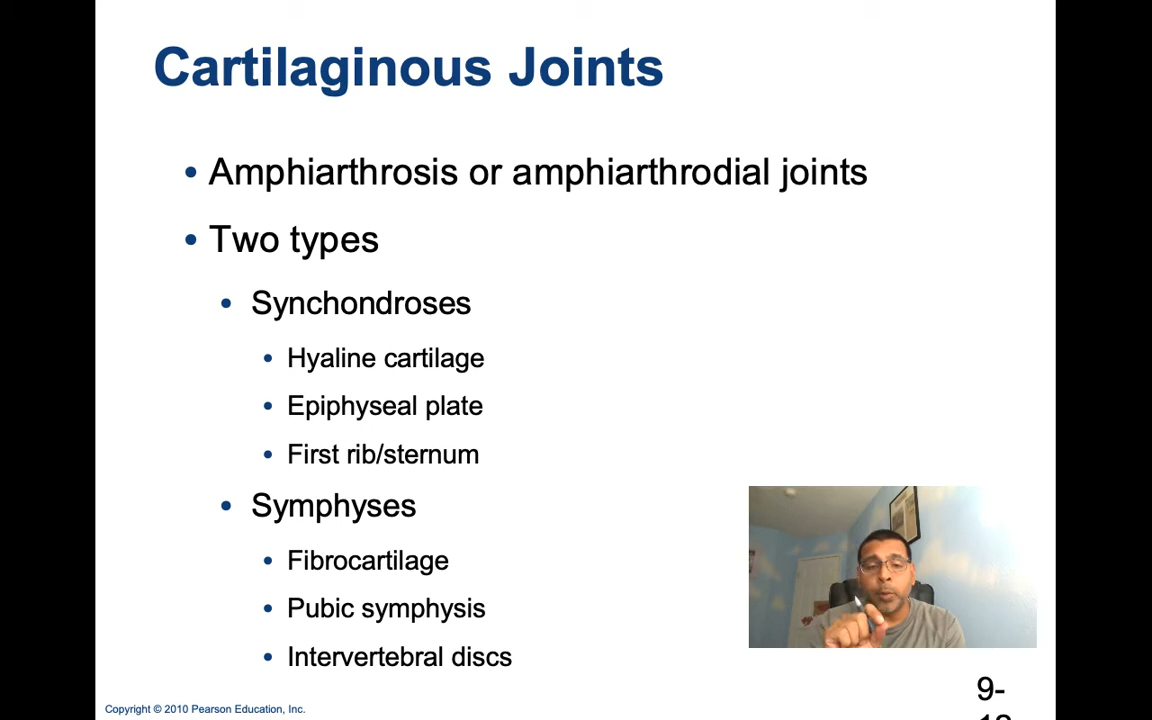 Cartilaginous Joints
• Amphiarthrosis or amphiarthrodial joints
• Two types
• Synchondroses
• Hyaline cartilage
• Epiphyseal plate
• First rib/sternum
• Symphyses
• Fibrocartilage
• Pubic symphysis
• Intervertebral discs
9-
Copyright © 2010 Pearson Education, Inc.